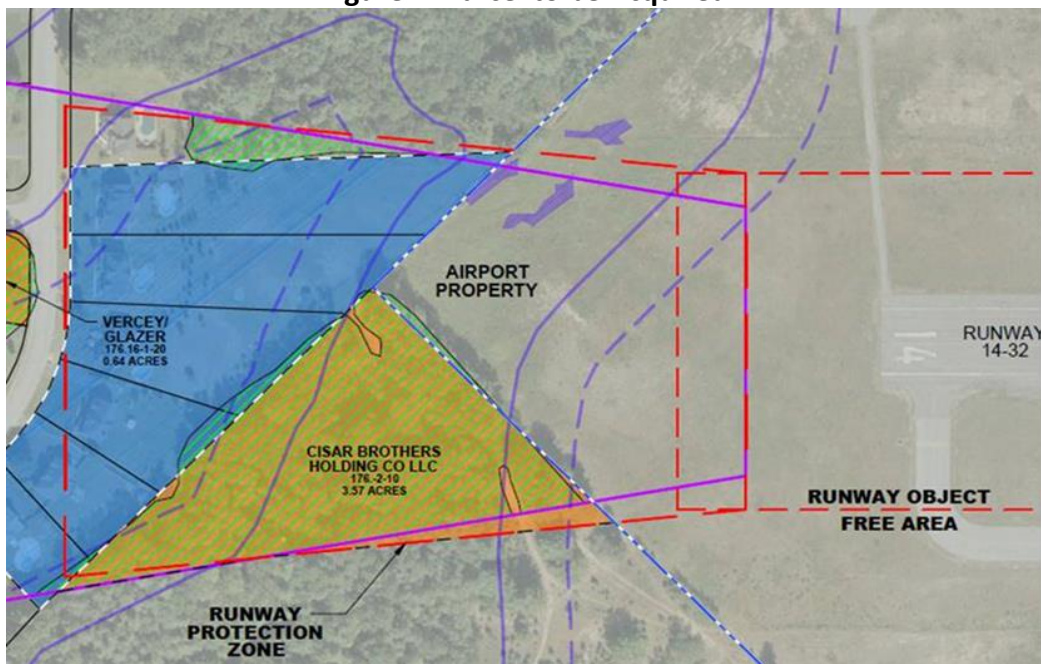 AIRPORT
PROPERTY
VERCEY/
GLAZER
176.16-1-20
0.64 ACRES
RUNWAY
14-32
14
CISAR BROTHERS
HOLDING CO LLC
176.-2-10
3.57 ACRES
RUNWAY OBJECT
FREE AREA
RUNWAY
PROTECTION
ZONE